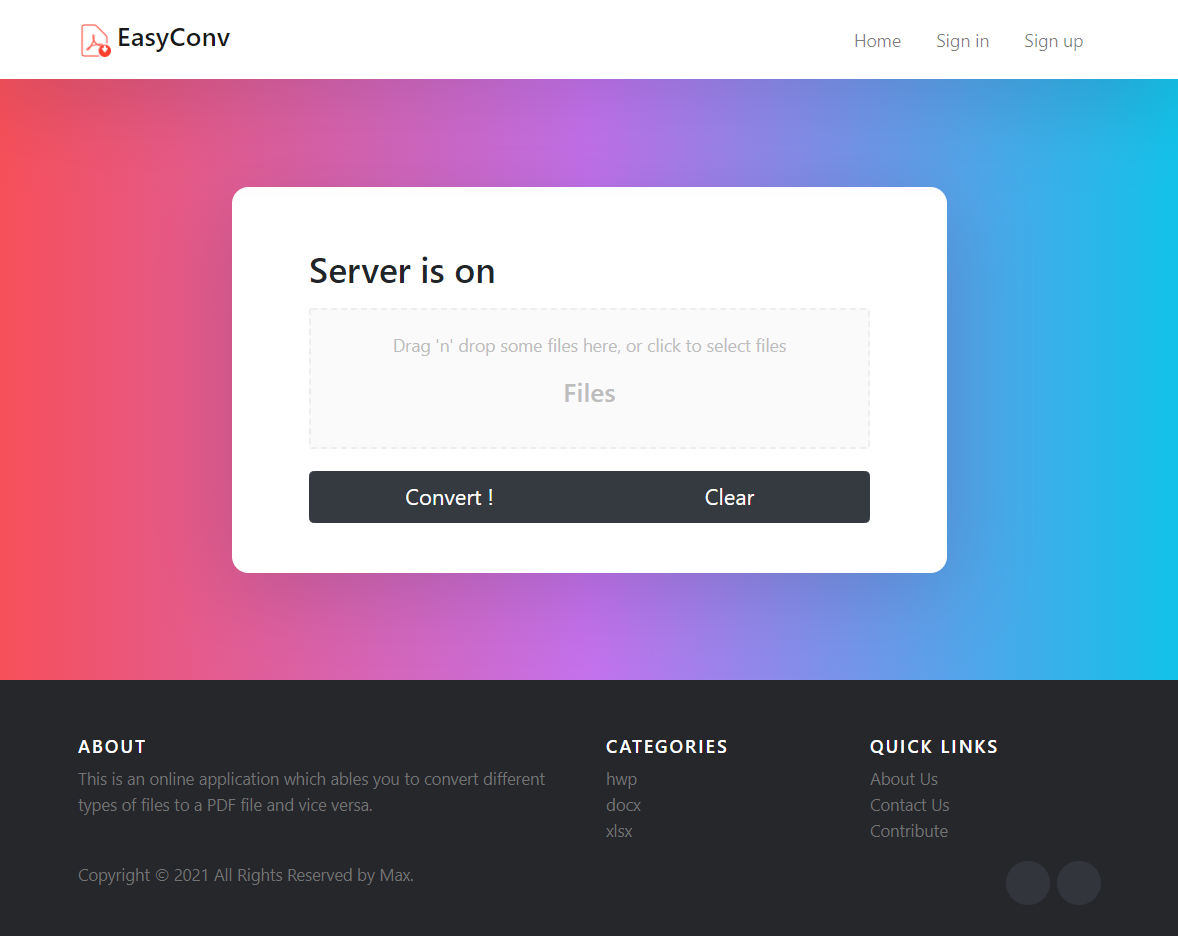 EasyConv
Home Sign in Sign up
Server is on
Drag 'n' drop some files here, or click to select files
Files
Convert ! Clear
ABOUT
This is an online application which ables you to convert different
types of files to a PDF file and vice versa.
CATEGORIES
hwp
docx
xlsx
QUICK LINKS
About Us
Contact Us
Contribute
Copyright © 2021 All Rights Reserved by Max.